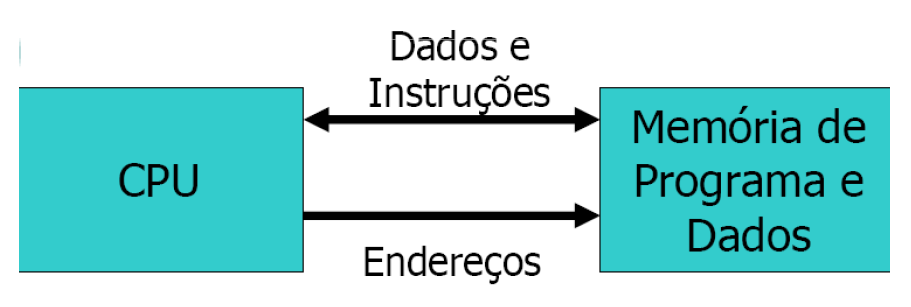 Dados e
Instruções
CPU
Memória de
Programa e
Dados
Endereços